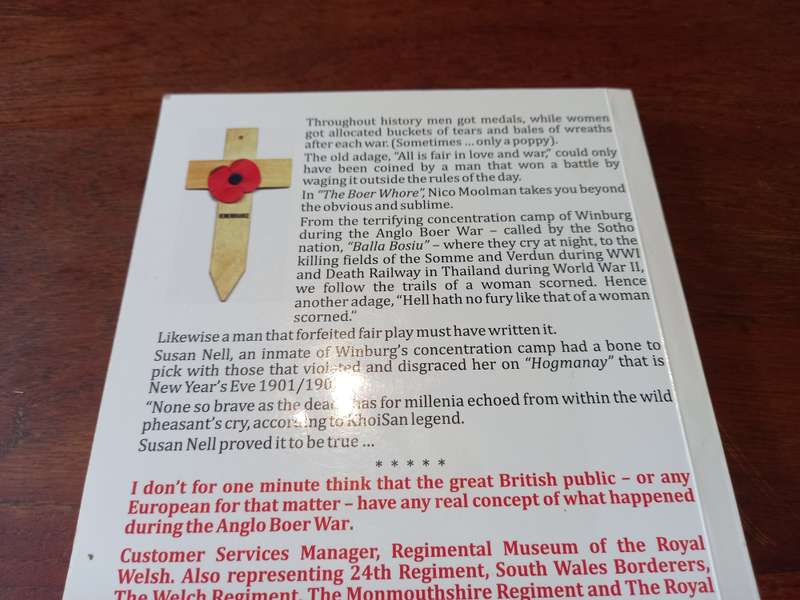 Throughout history men got medals, while women
got allocated buckets of tears and bales of wreaths
after each war. (Sometimes ... only a poppy).
The old adage, “All is fair in love and war,” could only
have been coined by a man that won a battle by
waging it outside the rules of the day.
In “The Boer Whore”, Nico Moolman takes you beyond
the obvious and sublime.
From the terrifying concentration camp of Winburg
during the Anglo Boer War – called by the Sotho
nation, “Balla Bosiu” – where they cry at night, to the
killing fields of the Somme and Verdun during WWI
and Death Railway in Thailand during World War II,
we follow the trails of a woman scorned. Hence
another adage, “Hell hath no fury like that of a woman
scorned.”
REMEMBRANCE
Likewise a man that forfeited fair play must have written it.
Susan Nell, an inmate of Winburg’s concentration camp had a bone to
pick with those that violated and disgraced her on “Hogmanay” that is
New Year’s Eve 1901/190
“None so brave as the dead has for millenia echoed from within the wild
pheasant’s cry, according to KhoiSan legend.
Susan Nell proved it to be true ...
* * * * *
I don’t for one minute think that the great British public – or any
European for that matter – have any real concept of what happened
during the Anglo Boer War.
Customer Services Manager, Regimental Museum of the Royal
Welsh. Also representing 24th Regiment, South Wales Borderers,
The Welch Regiment, The Monmouthshire Regiment and The Royal